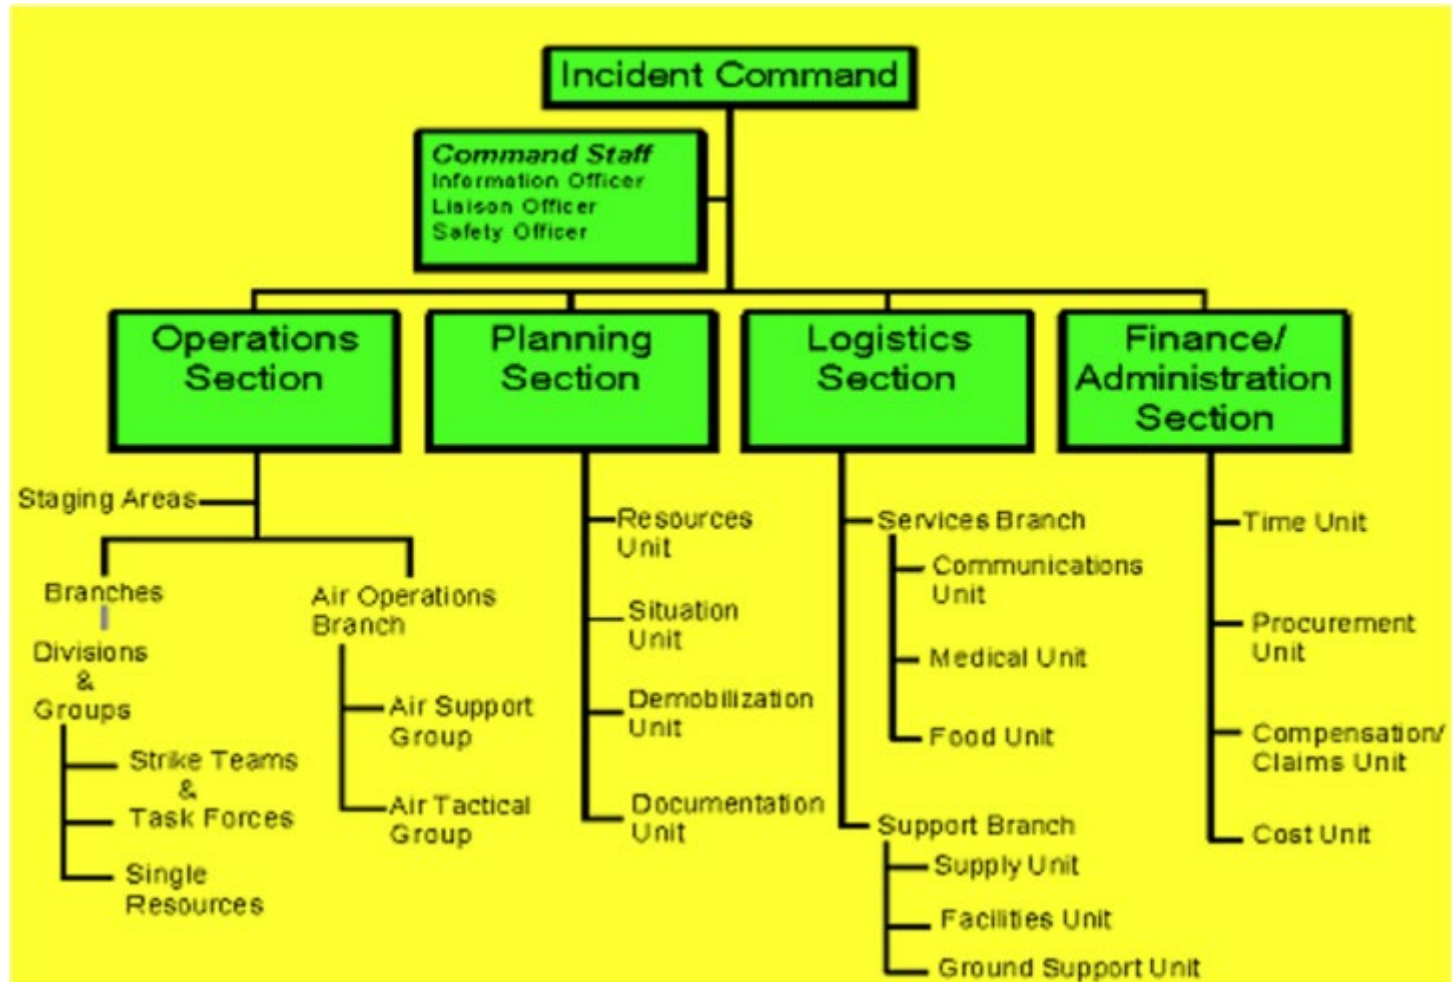 Incident Command
Command Staff
Information Officer
Liaison Officer
Safety Officer
Operations
Section
Planning
Section
Logistics
Section
Finance/
Administration
Section
Staging Areas
Branches
Divisions
&
Groups
Strike Teams
&
Task Forces
Single
Resources
Air Operations
Branch
Air Support
Group
Air Tactical
Group
Resources
Unit
Situation
Unit
Demobilization
Unit
Documentation
Unit
Services Branch
Communications
Unit
Medical Unit
Food Unit
Support Branch
Supply Unit
Facilities Unit
Ground Support Unit
Time Unit
Procurement
Unit
Compensation/
Claims Unit
Cost Unit